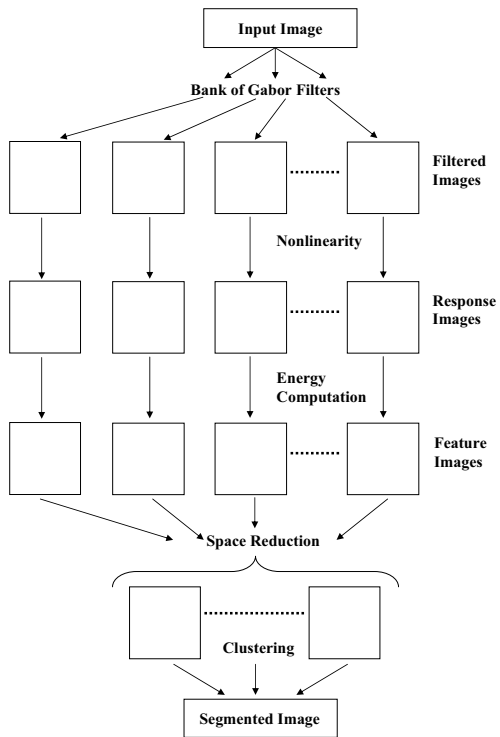 Input Image
Bank of Gabor Filters
Filtered
Images
Nonlinearity
Response
Images
Energy
Computation
Feature
Images
Space Reduction
Clustering
Segmented Image